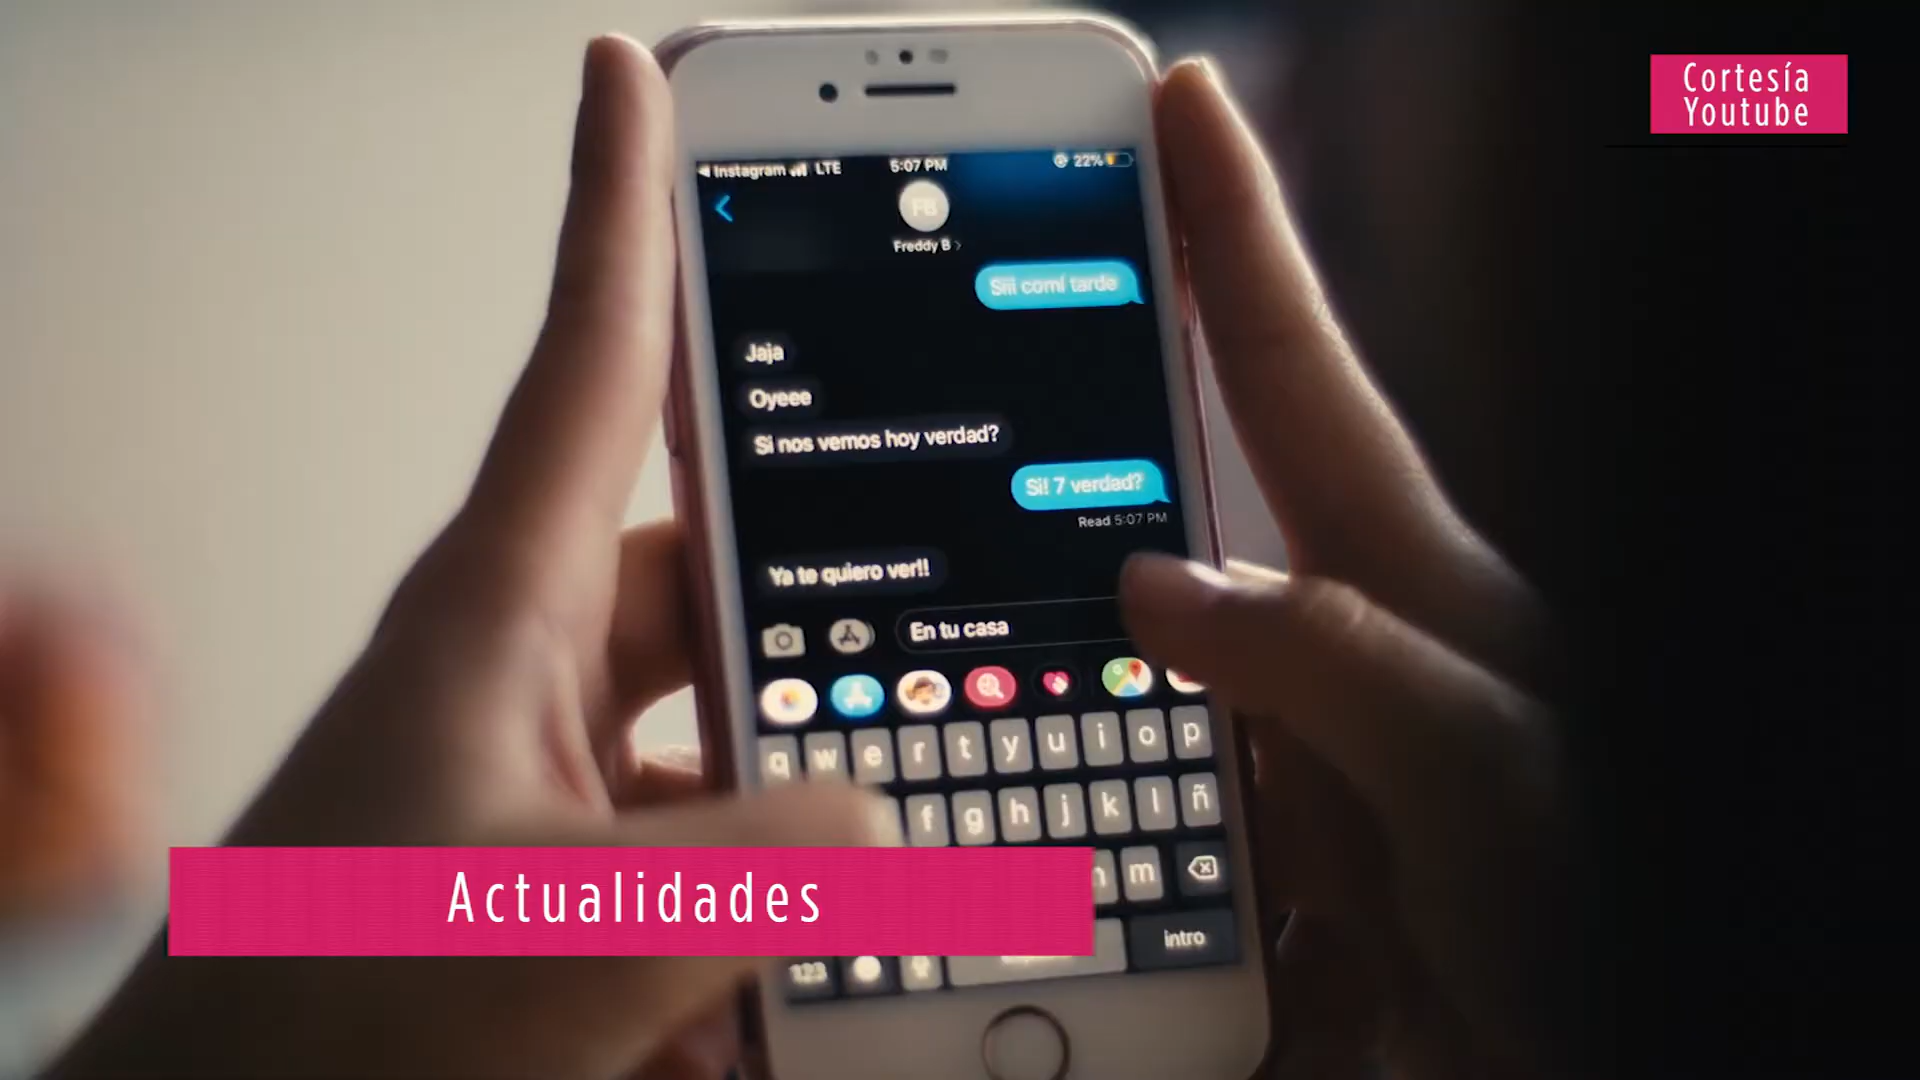 Cortesía
Youtube
Instagram LTE 5:07 PM 22%
FB
Freddy B
Siii comí tarde
Jaja
Oyeee
Si nos vemos hoy verdad?
Si! 7 verdad?
Read 5:07 PM
Ya te quiero ver!!
En tu casa
q w e r t y u i o p
f g h j k l ñ
n m
Actualidades
intro
123